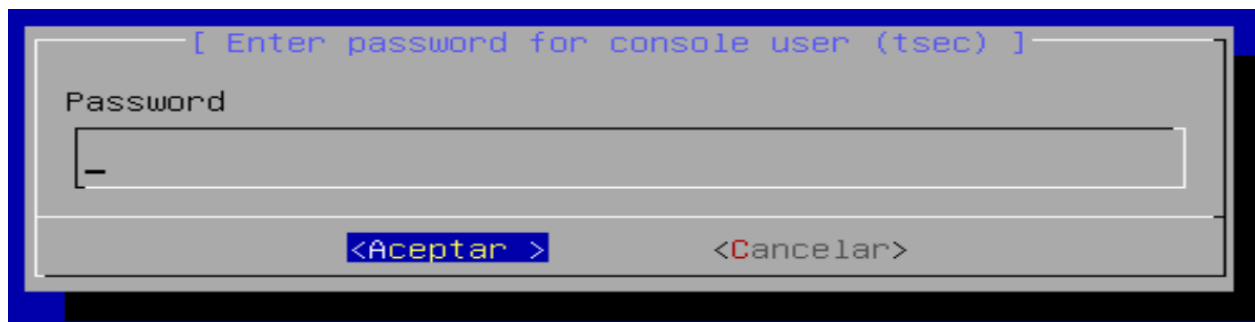 [ Enter password for console user (tsec) ]
Password
<Aceptar > <Cancelar>